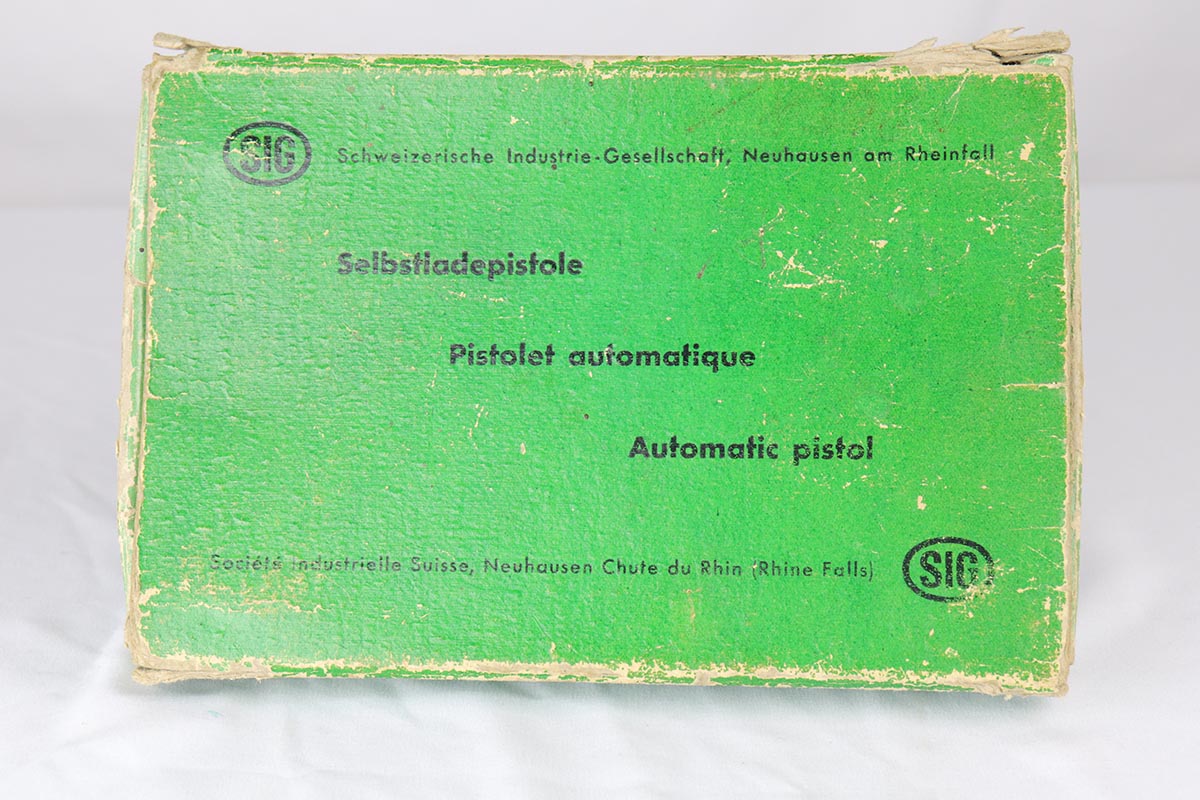 SIG Schweizerische Industrie-Gesellschaft, Neuhausen am Rheinfall
Selbstladepistole
Pistolet automatique
Automatic pistol
Société Industrielle Suisse, Neuhausen Chute du Rhin (Rhine Falls) SIG